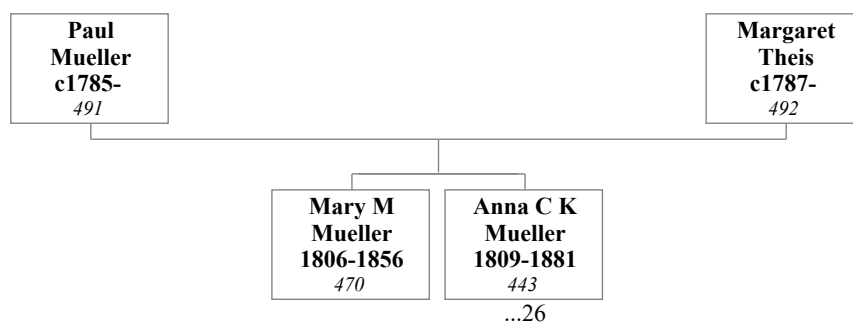 Paul
Mueller
c1785-
491
Margaret
Theis
c1787-
492
Mary M
Mueller
1806-1856
470
Anna C K
Mueller
1809-1881
443
...26